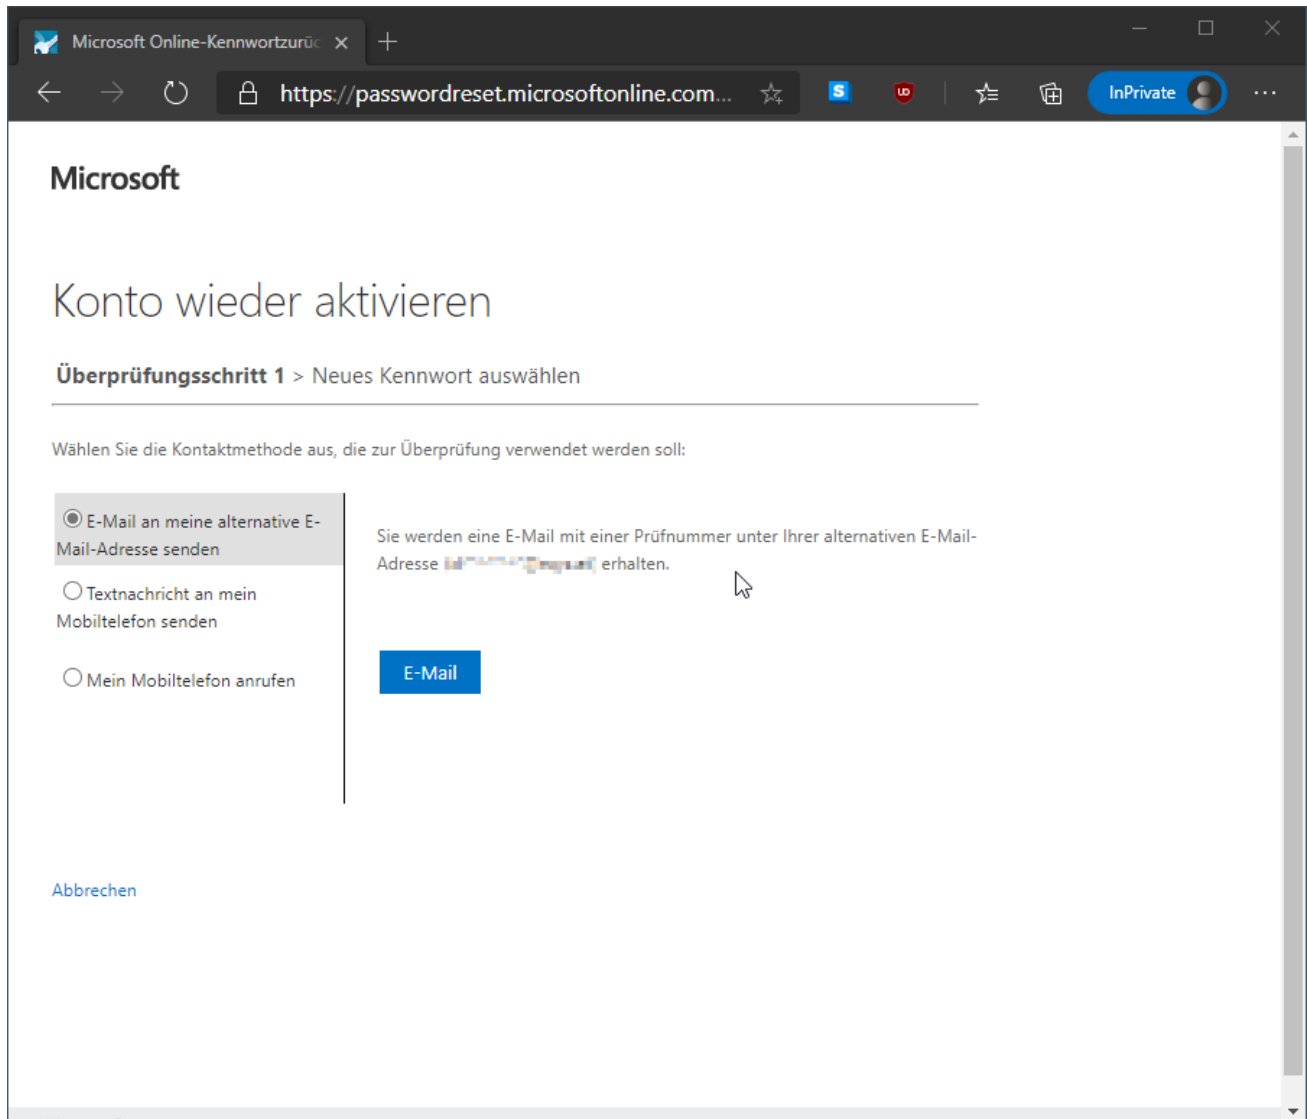 Microsoft Online-Kennwortzurüc
https://passwordreset.microsoftonline.com...
S
UD
InPrivate
Microsoft
Konto wieder aktivieren
Überprüfungsschritt 1 > Neues Kennwort auswählen
Wählen Sie die Kontaktmethode aus, die zur Überprüfung verwendet werden soll:
E-Mail an meine alternative E-
Mail-Adresse senden
Textnachricht an mein
Mobiltelefon senden
Mein Mobiltelefon anrufen
Sie werden eine E-Mail mit einer Prüfnummer unter Ihrer alternativen E-Mail-
Adresse erhalten.
E-Mail
Abbrechen